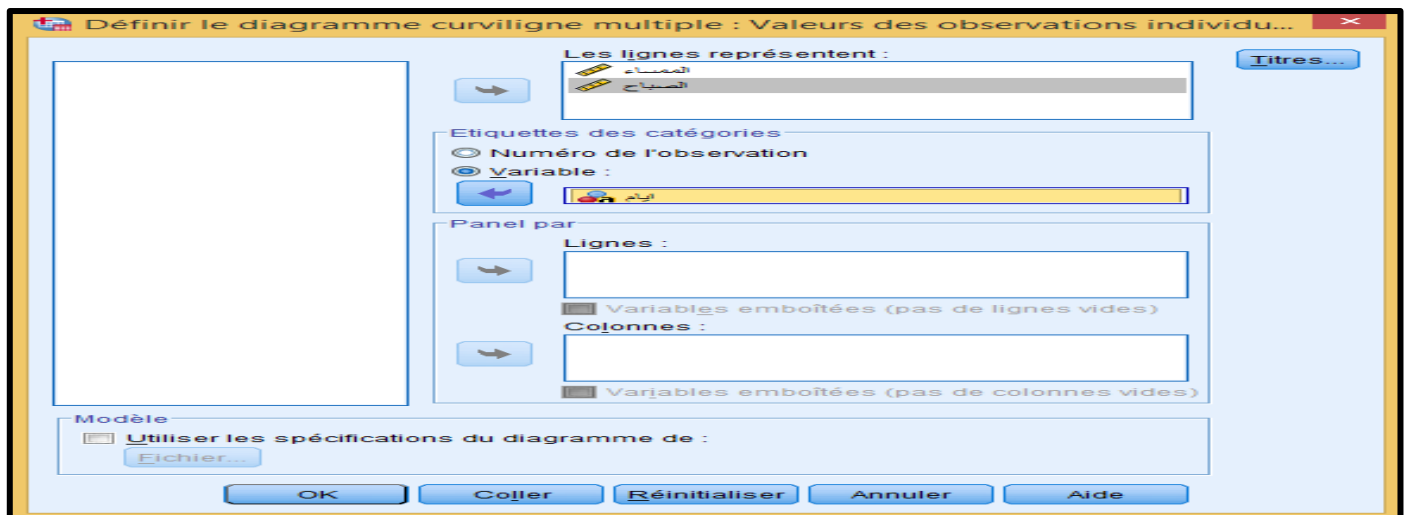 Définir le diagramme curviligne multiple : Valeurs des observations individu...
Les lignes représentent :
Titres...
المساء
الصباح
Etiquettes des catégories
Numéro de l'observation
Variable :
ايام
Panel par
Lignes :
Variables emboîtées (pas de lignes vides)
Colonnes :
Variables emboîtées (pas de colonnes vides)
Modèle
Utiliser les spécifications du diagramme de :
Fichier...
OK Coller Réinitialiser Annuler Aide